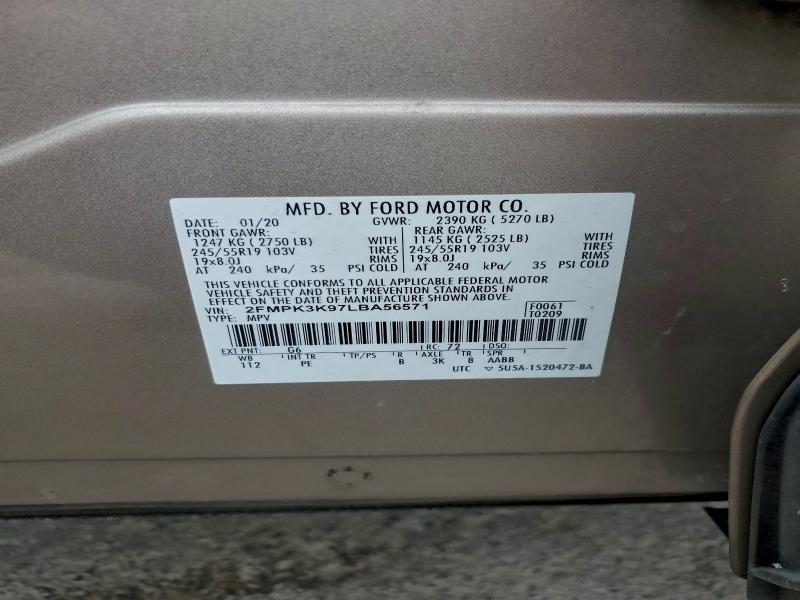 MFD. BY FORD MOTOR CO.
DATE: 01/20 GVWR: 2390 KG ( 5270 LB)
FRONT GAWR: REAR GAWR:
1247 KG ( 2750 LB) WITH 1145 KG ( 2525 LB) WITH
245/55R19 103V TIRES 245/55R19 103V TIRES
19x8.0J RIMS 19x8.0J RIMS
AT 240 kPa/ 35 PSI COLD AT 240 kPa/ 35 PSI COLD
THIS VEHICLE CONFORMS TO ALL APPLICABLE FEDERAL MOTOR
VEHICLE SAFETY AND THEFT PREVENTION STANDARDS IN
EFFECT ON THE DATE OF MANUFACTURE SHOWN ABOVE.
VIN: 2FMPK3K97LBA56571 F0061
TYPE: MPV T0209
EXT PNT: G6 RC: 72 DSO:
WB INT TR TP/PS R AXLE TR SPR
112 PE B 3K 8 AABB
UTC ▽ 5U5A-1520472-BA